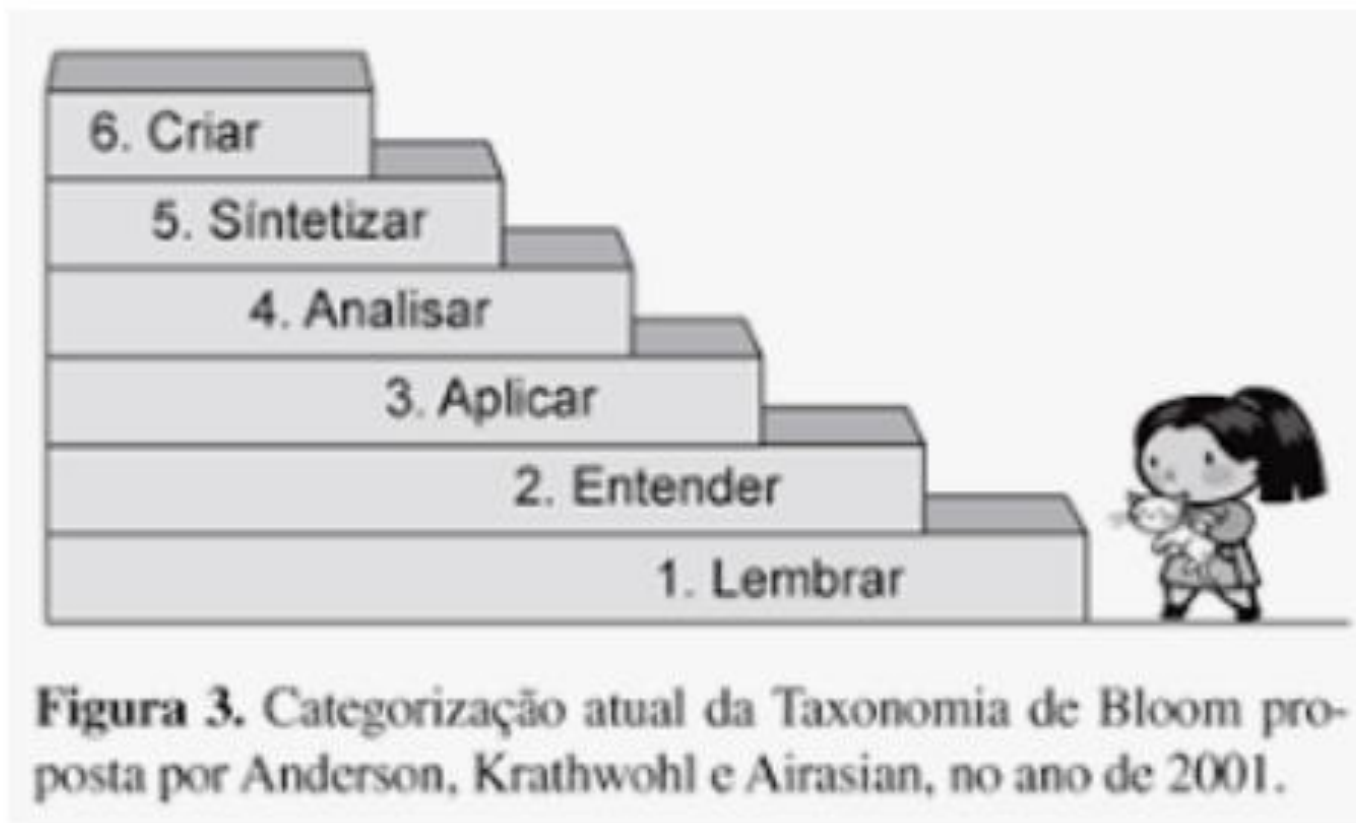 6. Criar
5. Síntetizar
4. Analisar
3. Aplicar
2. Entender
1. Lembrar
Figura 3. Categorização atual da Taxonomia de Bloom pro-
posta por Anderson, Krathwohl e Airasian, no ano de 2001.